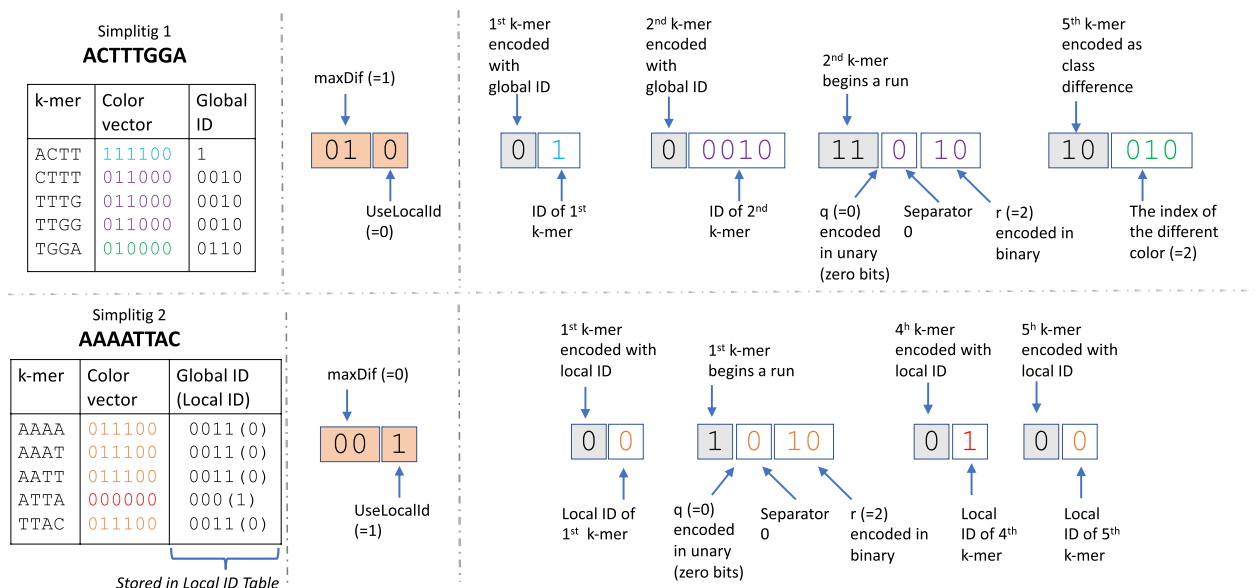 Simplitig 1
ACTTTGGA
k-mer Color vector Global ID
ACTT 111100 1
CTTT 011000 0010
TTTG 011000 0010
TTGG 011000 0010
TGGA 010000 0110
maxDif (=1)
01 0
UseLocalId
(=0)
1st k-mer
encoded
with
global ID
0 1
ID of 1st
k-mer
2nd k-mer
encoded
with
global ID
0 0010
ID of 2nd
k-mer
2nd k-mer
begins a run
11 0 10
q (=0)
encoded
in unary
(zero bits)
Separator
0
r (=2)
encoded in
binary
5th k-mer
encoded as
class
difference
10 010
The index of
the different
color (=2)
Simplitig 2
AAAATTAC
k-mer Color vector Global ID (Local ID)
AAAA 011100 0011(0)
AAAT 011100 0011(0)
AATT 011100 0011(0)
ATTA 000000 000(1)
TTAC 011100 0011(0)
Stored in Local ID Table
maxDif (=0)
00 1
UseLocalId
(=1)
1st k-mer
encoded with
local ID
0 0
Local ID of
1st k-mer
1st k-mer
begins a run
1 0 10
q (=0)
encoded
in unary
(zero bits)
Separator
0
r (=2)
encoded in
binary
4h k-mer
encoded with
local ID
0 1
Local
ID of 4th
k-mer
5h k-mer
encoded with
local ID
0 0
Local
ID of 5th
k-mer